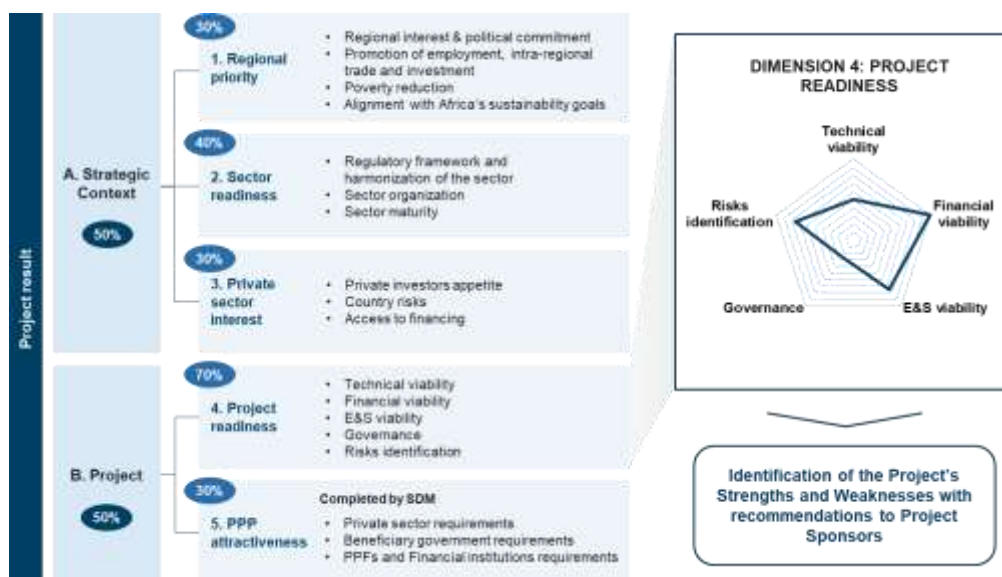 Project result
A. Strategic
Context
50%
30%
1. Regional
priority
• Regional interest & political commitment
• Promotion of employment, intra-regional
trade and investment
• Poverty reduction
• Alignment with Africa's sustainability goals
40%
2. Sector
readiness
• Regulatory framework and
harmonization of the sector
• Sector organization
• Sector maturity
30%
3. Private
sector
interest
• Private investors appetite
• Country risks
• Access to financing
B. Project
50%
70%
4. Project
readiness
• Technical viability
• Financial viability
• E&S viability
• Governance
• Risks identification
30%
5. PPP
attractiveness
Completed by SDM
• Private sector requirements
• Beneficiary government requirements
• PPFs and Financial institutions requirements
DIMENSION 4: PROJECT
READINESS
Technical
viability
Risks
identification
Financial
viability
Governance
E&S viability
Identification of the Project's
Strengths and Weaknesses with
recommendations to Project
Sponsors